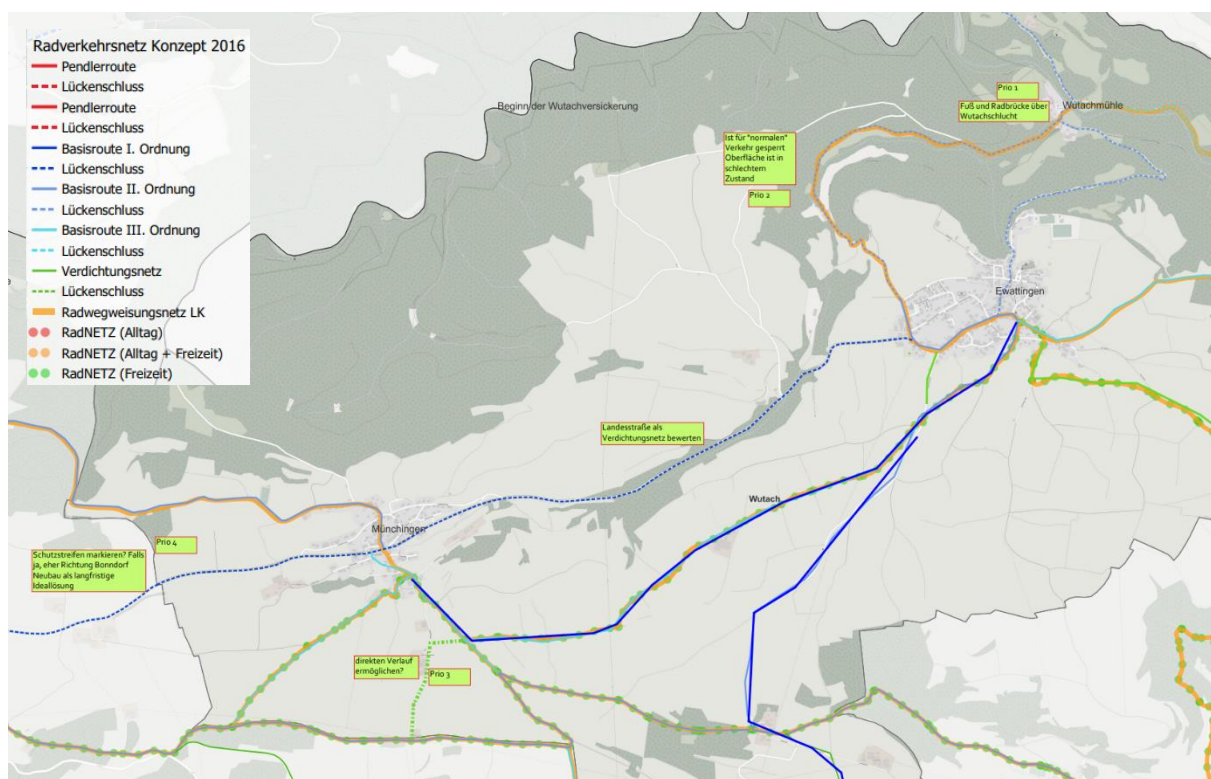 Radverkehrsnetz Konzept 2016
Pendlerroute
Lückenschluss
Pendlerroute
Lückenschluss
Basisroute I. Ordnung
Lückenschluss
Basisroute II. Ordnung
Lückenschluss
Basisroute III. Ordnung
Lückenschluss
Verdichtungsnetz
Lückenschluss
Radwegweisungsnetz LK
RadNETZ (Alltag)
RadNETZ (Alltag + Freizeit)
RadNETZ (Freizeit)
Beginn der Wutachversickerung
Prio 1
Fuß und Radbrücke über
Wutachschlucht
Wutachmühle
Ist für "normalen"
Verkehr gesperrt
Oberfläche ist in
schlechtem
Zustand
Prio 2
Ewattingen
Landesstraße als
Verdichtungsnetz bewerten
Wutach
Münchingen
Prio 4
Schutzstreifen markieren? Falls
ja, eher Richtung Bonndorf
Neubau als langfristige
Ideallösung
direkten Verlauf
ermöglichen?
Prio 3